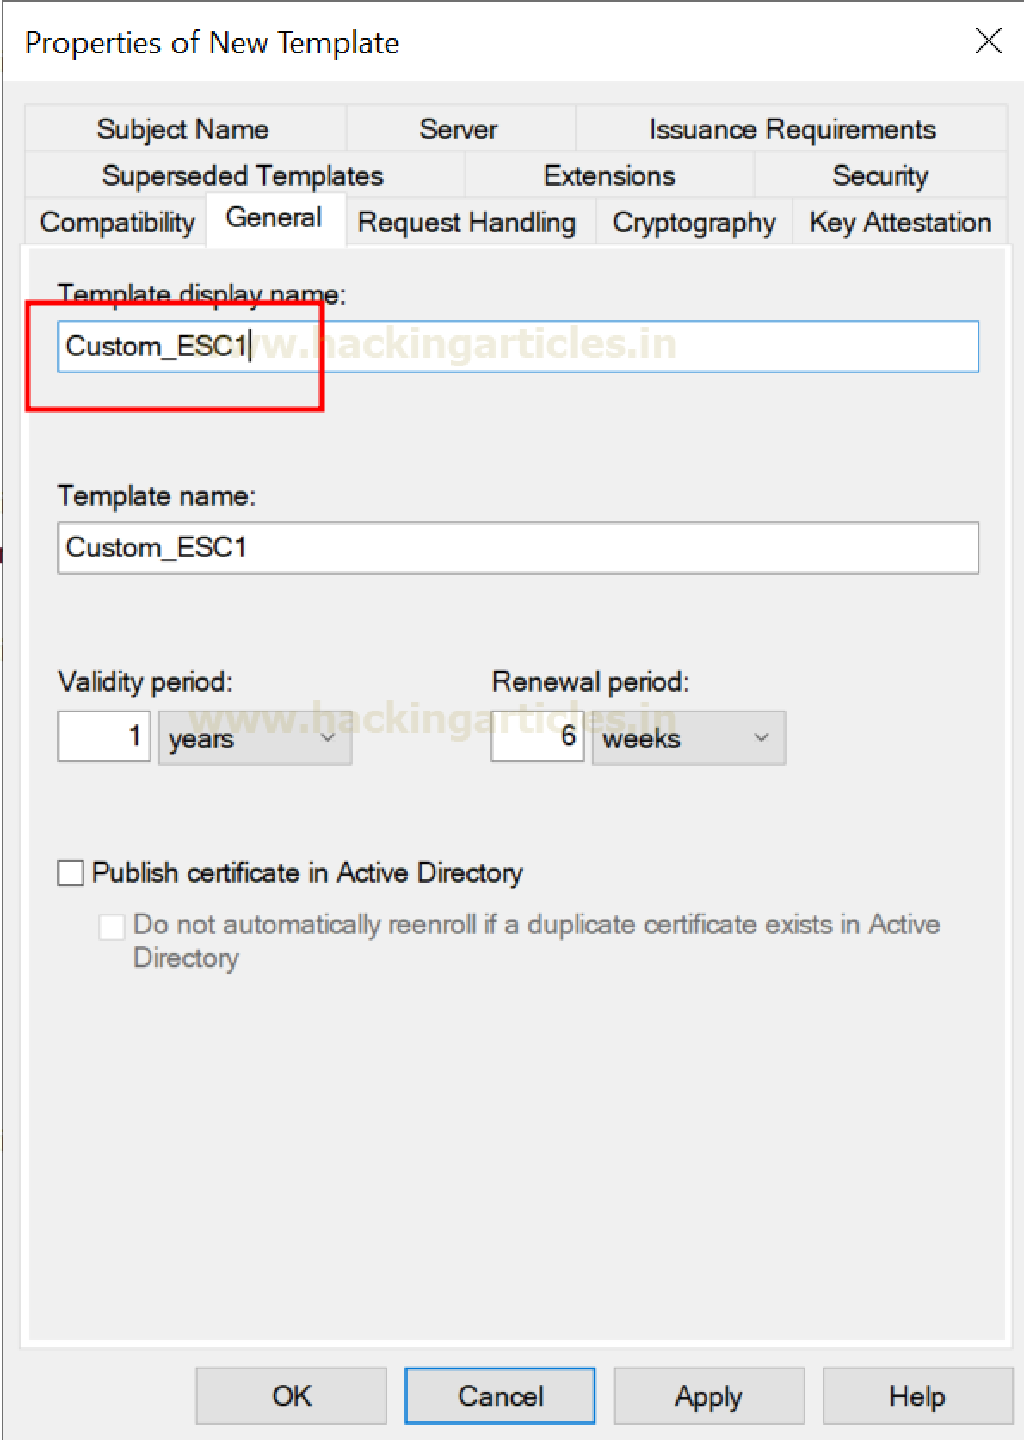 Properties of New Template
Subject Name Server Issuance Requirements
Superseded Templates Extensions Security
Compatibility General Request Handling Cryptography Key Attestation
Template display name:
Custom_ESC1
www.hackingarticles.in
Template name:
Custom_ESC1
Validity period: Renewal period:
www.hackingarticles.in
1 years 6 weeks
Publish certificate in Active Directory
Do not automatically reenroll if a duplicate certificate exists in Active
Directory
OK Cancel Apply Help